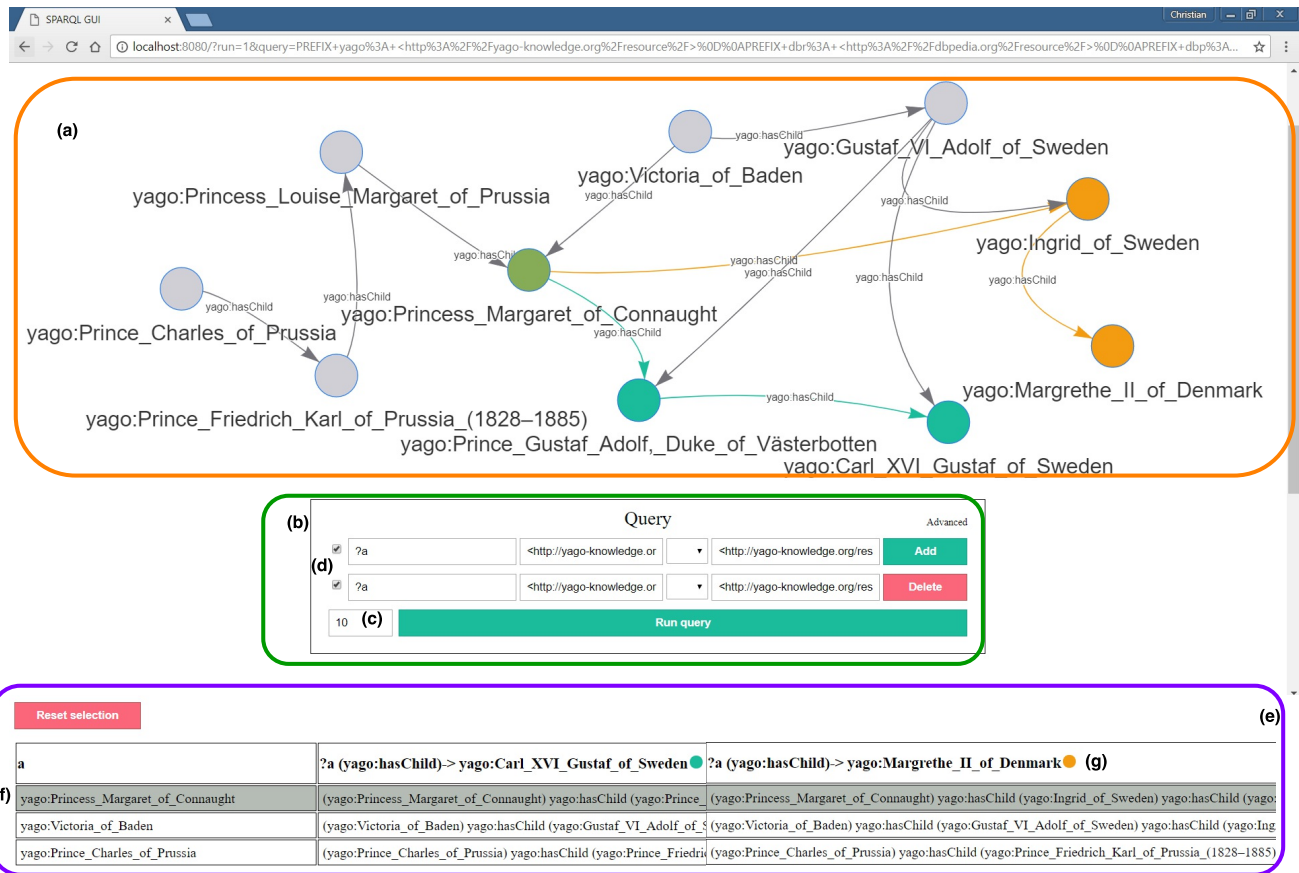 SPARQL GUI
Christian
localhost:8080/?run=1&query=PREFIX+yago%3A+<http%3A%2F%2Fyago-knowledge.org%2Fresource%2F>%0D%0APREFIX+dbr%3A+<http%3A%2F%2Fdbpedia.org%2Fresource%2F>%0D%0APREFIX+dbp%3A...
(a)
yago:hasChild
yago:Gustaf_VI_Adolf_of_Sweden
yago:Victoria_of_Baden
yago:Princess_Louise_Margaret_of_Prussia
yago:hasChild
yago:hasChild
yago:Ingrid_of_Sweden
yago:hasChild
yago:hasChild
yago:hasChild
yago:hasChild
yago:hasChild
yago:hasChild
yago:hasChild
yago:hasChild
yago:Princess_Margaret_of_Connaught
yago:Prince_Charles_of_Prussia
yago:hasChild
yago:Margrethe_II_of_Denmark
yago:hasChild
yago:Prince_Friedrich_Karl_of_Prussia_(1828–1885)
yago:Prince_Gustaf_Adolf,_Duke_of_Västerbotten
yago:Carl_XVI_Gustaf_of_Sweden
(b)
Query
Advanced
?a <http://yago-knowledge.or <http://yago-knowledge.org/res Add
(d)
?a <http://yago-knowledge.or <http://yago-knowledge.org/res Delete
10 (c) Run query
Reset selection
(e)
a ?a (yago:hasChild)-> yago:Carl_XVI_Gustaf_of_Sweden ?a (yago:hasChild)-> yago:Margrethe_II_of_Denmark (g)
f) yago:Princess_Margaret_of_Connaught (yago:Princess_Margaret_of_Connaught) yago:hasChild (yago:Prince_ (yago:Princess_Margaret_of_Connaught) yago:hasChild (yago:Ingrid_of_Sweden) yago:hasChild (yago:
yago:Victoria_of_Baden (yago:Victoria_of_Baden) yago:hasChild (yago:Gustaf_VI_Adolf_of_S (yago:Victoria_of_Baden) yago:hasChild (yago:Gustaf_VI_Adolf_of_Sweden) yago:hasChild (yago:Ing
yago:Prince_Charles_of_Prussia (yago:Prince_Charles_of_Prussia) yago:hasChild (yago:Prince_Friedri (yago:Prince_Charles_of_Prussia) yago:hasChild (yago:Prince_Friedrich_Karl_of_Prussia_(1828–1885)